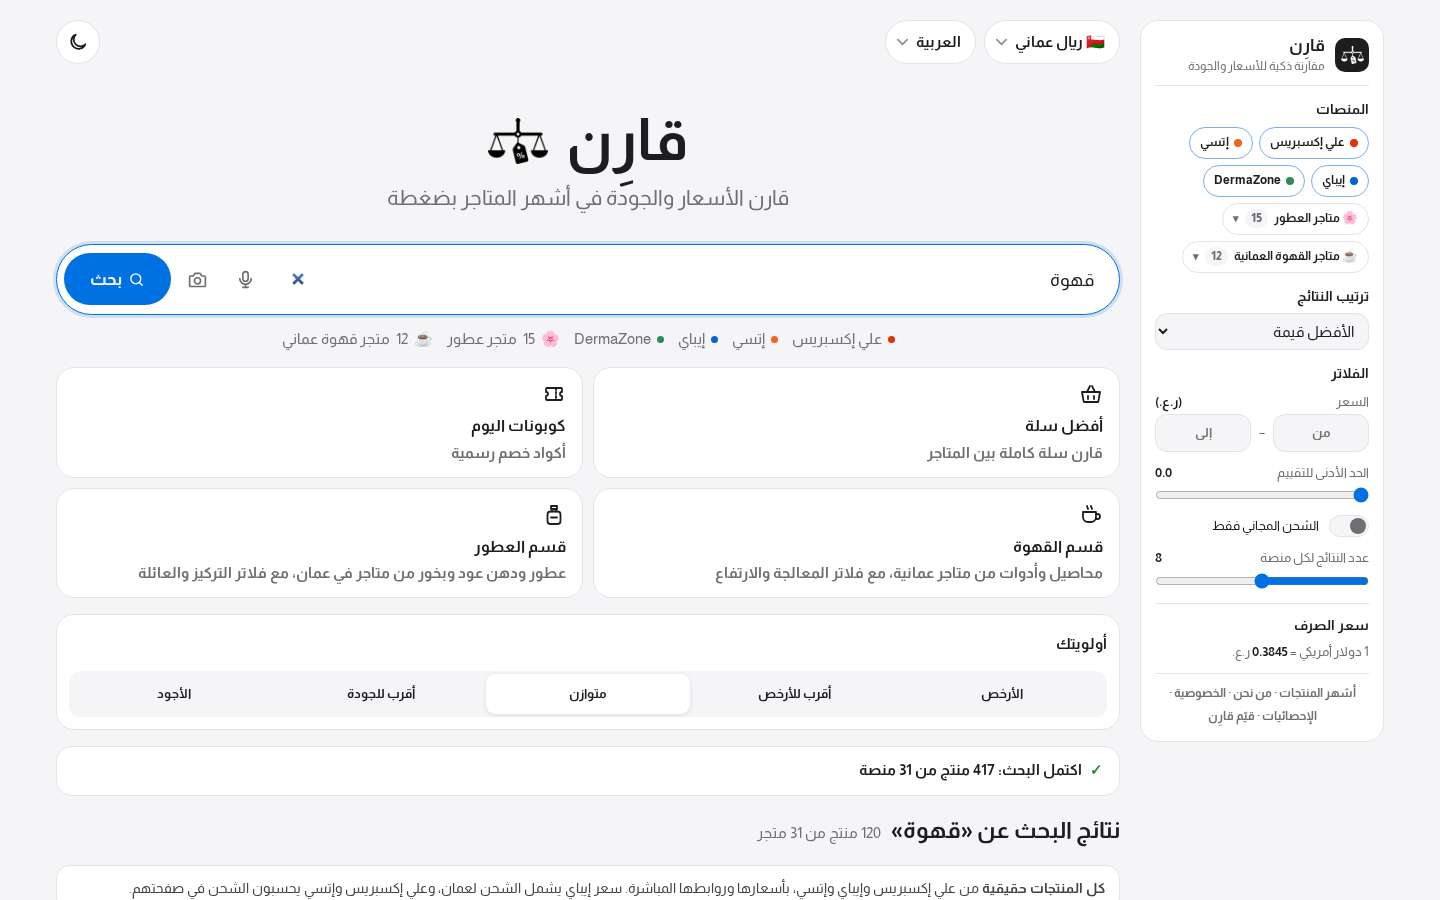 قارِن
مقارنة ذكية للأسعار والجودة
المنصات
علي إكسبريس
إتسي
إيباي
DermaZone
🌸 متاجر العطور 15 ▾
☕ متاجر القهوة العمانية 12 ▾
ترتيب النتائج
الأفضل قيمة
الفلاتر
السعر (ر.ع.)
من – إلى
الحد الأدنى للتقييم 0.0
الشحن المجاني فقط
عدد النتائج لكل منصة 8
سعر الصرف
1 دولار أمريكي = 0.3845 ر.ع.
أشهر المنتجات · من نحن · الخصوصية ·
الإحصائيات · قيّم قارِن
🇴🇲 ريال عماني
العربية
قارِن
%
قارن الأسعار والجودة في أشهر المتاجر بضغطة
قهوة
✕
بحث
علي إكسبريس إتسي إيباي DermaZone 🌸 15 متجر عطور ☕ 12 متجر قهوة عماني
أفضل سلة
قارن سلة كاملة بين المتاجر
كوبونات اليوم
أكواد خصم رسمية
قسم القهوة
محاصيل وأدوات من متاجر عمانية، مع فلاتر المعالجة والارتفاع
قسم العطور
عطور ودهن عود وبخور من متاجر في عمان، مع فلاتر التركيز والعائلة
أولويتك
الأرخص
أقرب للأرخص
متوازن
أقرب للجودة
الأجود
✓ اكتمل البحث: 417 منتج من 31 منصة
نتائج البحث عن «قهوة» 120 منتج من 31 متجر
كل المنتجات حقيقية من علي إكسبريس وإيباي وإتسي، بأسعارها وروابطها المباشرة. سعر إيباي يشمل الشحن لعمان، وعلي إكسبريس وإتسي يحسبون الشحن في صفحتهم.